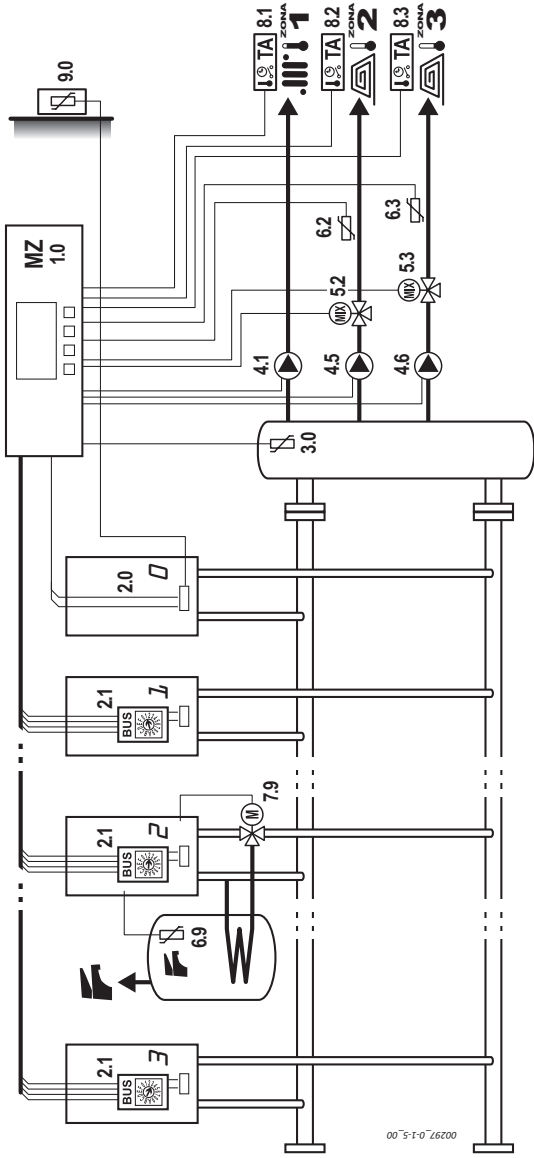 MZ
1.0
9.0
TA
8.1
ZONA
1
TA
8.2
ZONA
2
TA
8.3
ZONA
3
6.2
6.3
MIX
5.2
MIX
5.3
4.1
4.5
4.6
3.0
2.0
0
BUS
2.1
1
BUS
2.1
2
M
7.9
6.9
BUS
2.1
3
00297_0-1-5_00